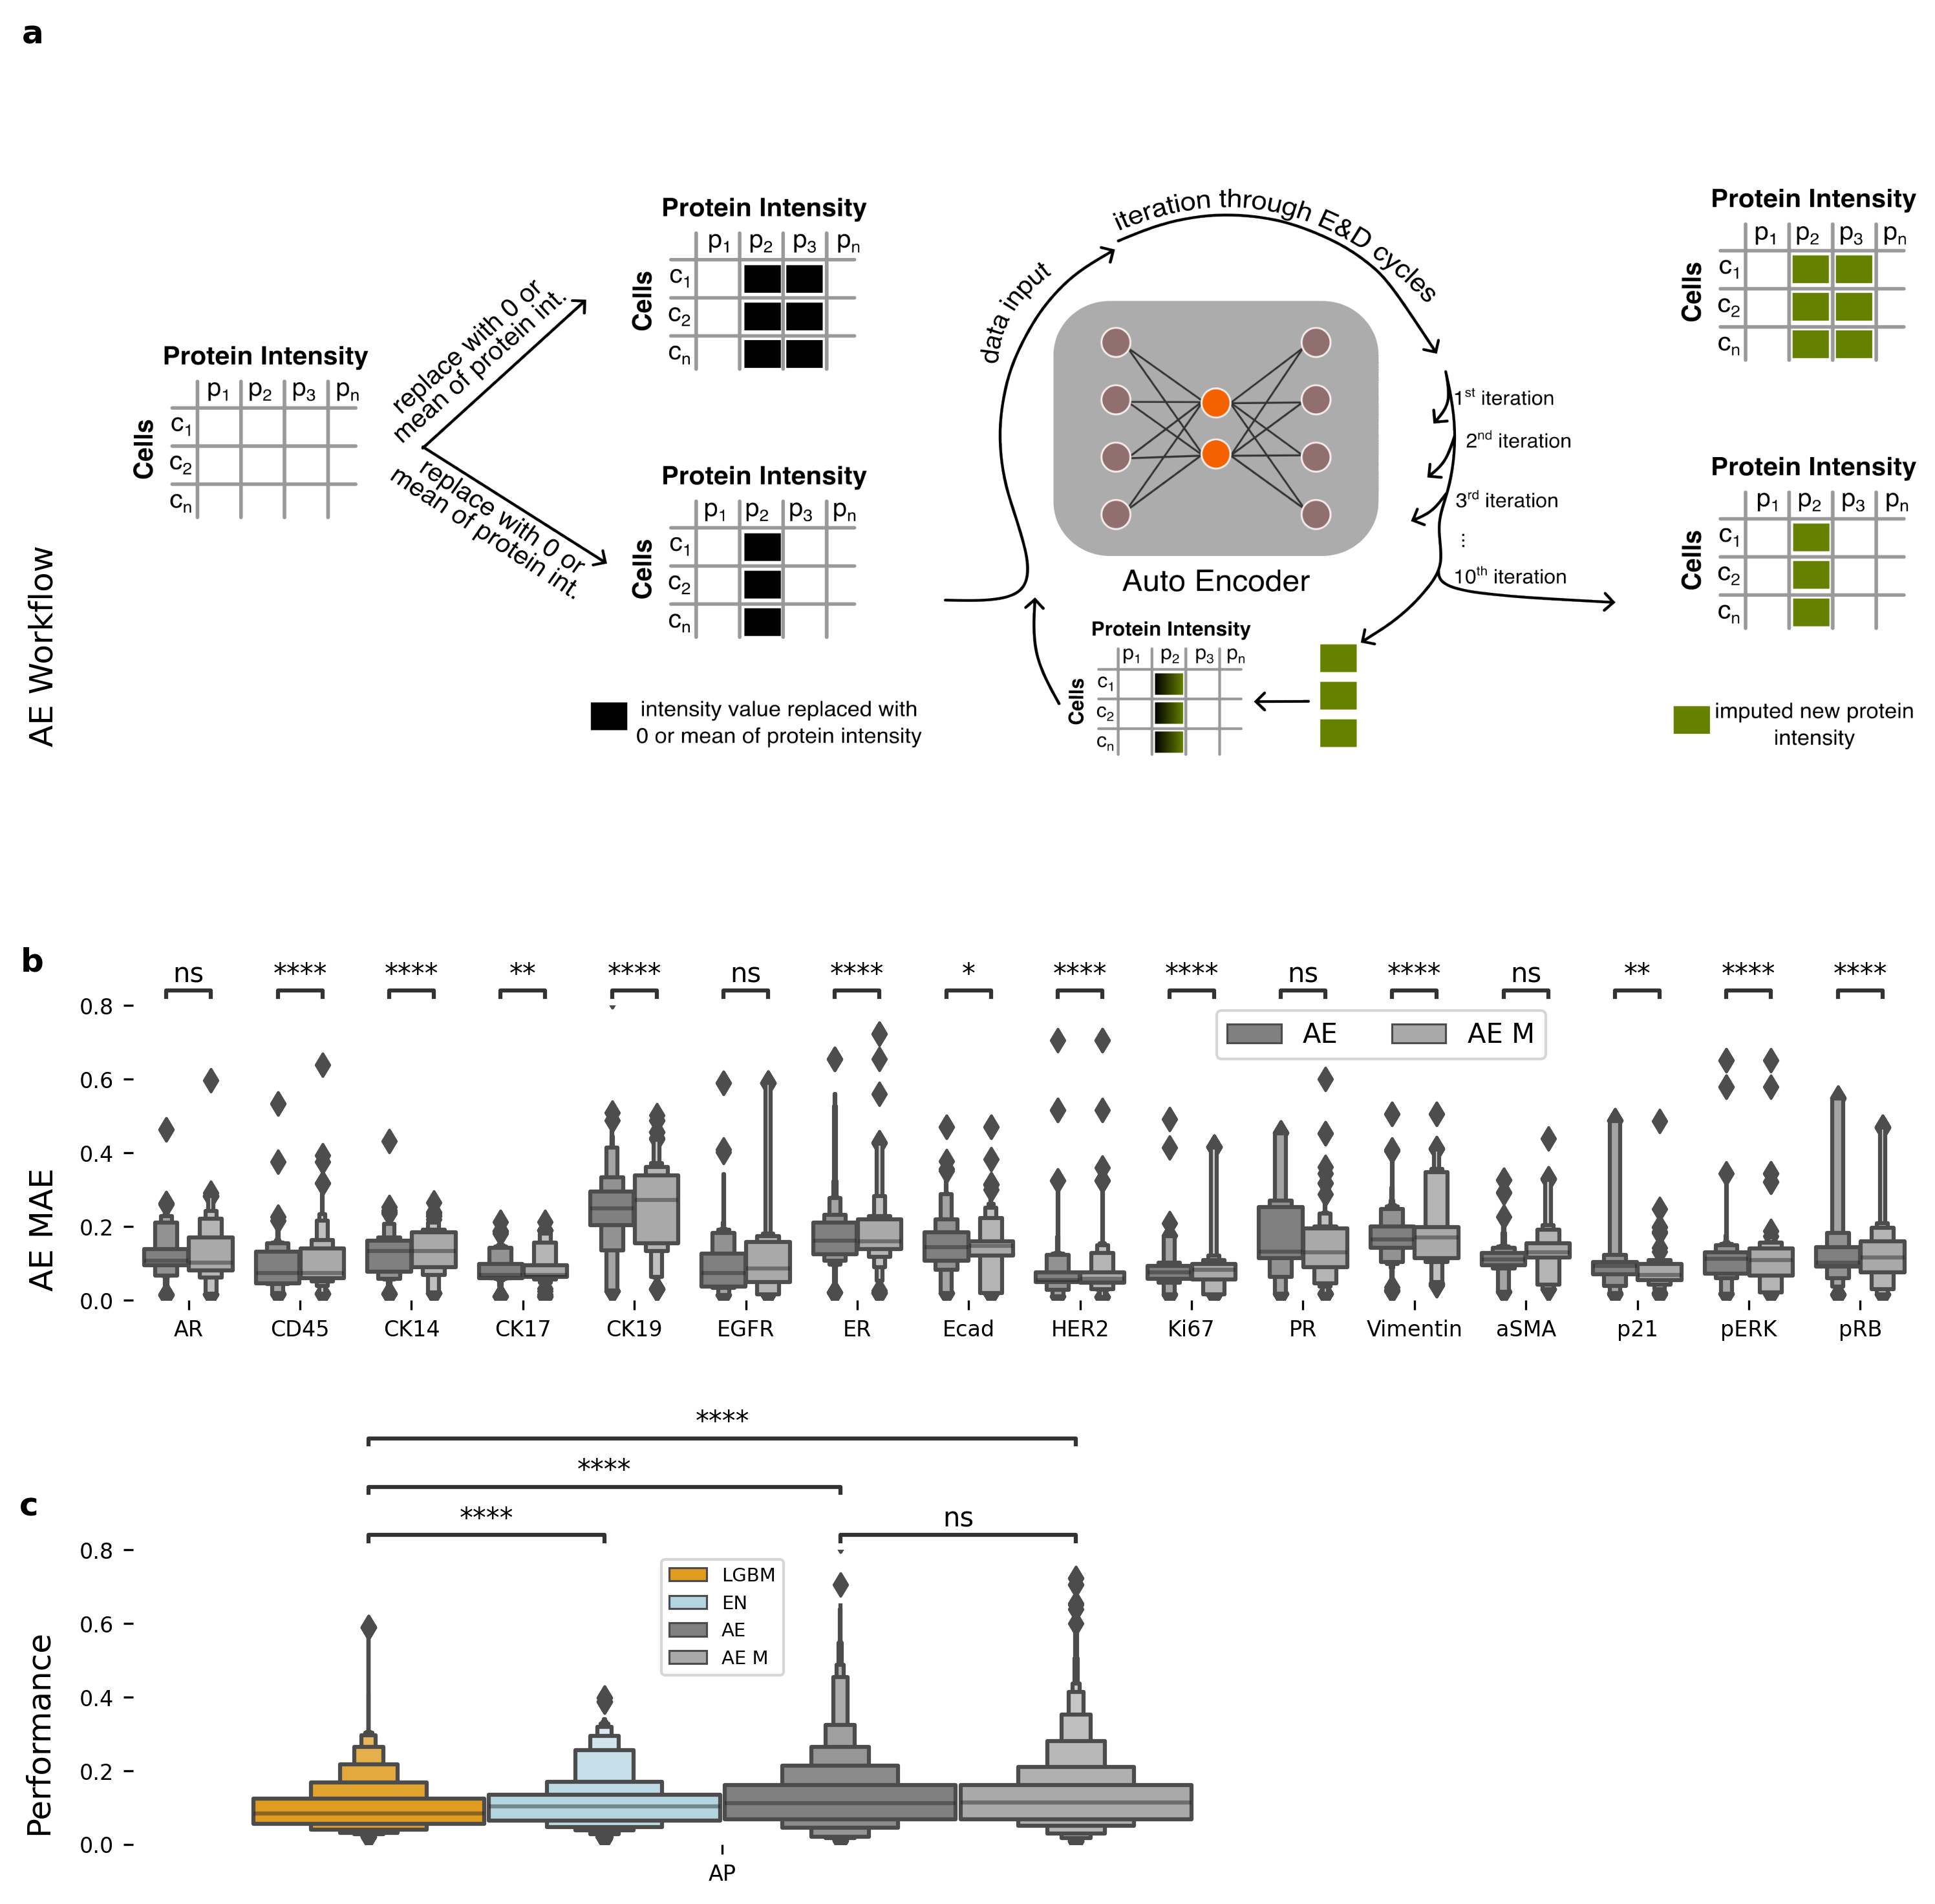 a
AE Workflow
Protein Intensity
p1 p2 p3 pn
Cells
c1
c2
cn
replace with 0 or
mean of protein int.
replace with 0 or
mean of protein int.
Protein Intensity
p1 p2 p3 pn
Cells
c1
c2
cn
Protein Intensity
p1 p2 p3 pn
Cells
c1
c2
cn
intensity value replaced with
0 or mean of protein intensity
data input
iteration through E&D cycles
Auto Encoder
1st iteration
2nd iteration
3rd iteration
⋮
10th iteration
Protein Intensity
p1 p2 p3 pn
Cells
c1
c2
cn
Protein Intensity
p1 p2 p3 pn
Cells
c1
c2
cn
Protein Intensity
p1 p2 p3 pn
Cells
c1
c2
cn
imputed new protein
intensity
b
ns **** **** ** **** ns **** * **** **** ns **** ns ** **** ****
AE MAE
0.8
0.6
0.4
0.2
0.0
AE AE M
AR CD45 CK14 CK17 CK19 EGFR ER Ecad HER2 Ki67 PR Vimentin aSMA p21 pERK pRB
c
****
****
****
ns
Performance
0.8
0.6
0.4
0.2
0.0
LGBM
EN
AE
AE M
AP